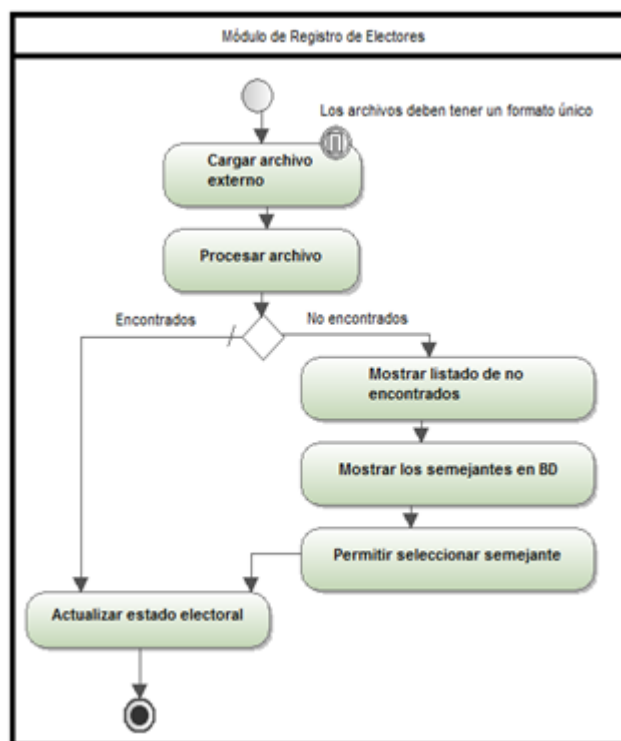 Módulo de Registro de Electores
Los archivos deben tener un formato único
Cargar archivo
externo
Procesar archivo
Encontrados
No encontrados
Mostrar listado de no
encontrados
Mostrar los semejantes en BD
Permitir seleccionar semejante
Actualizar estado electoral